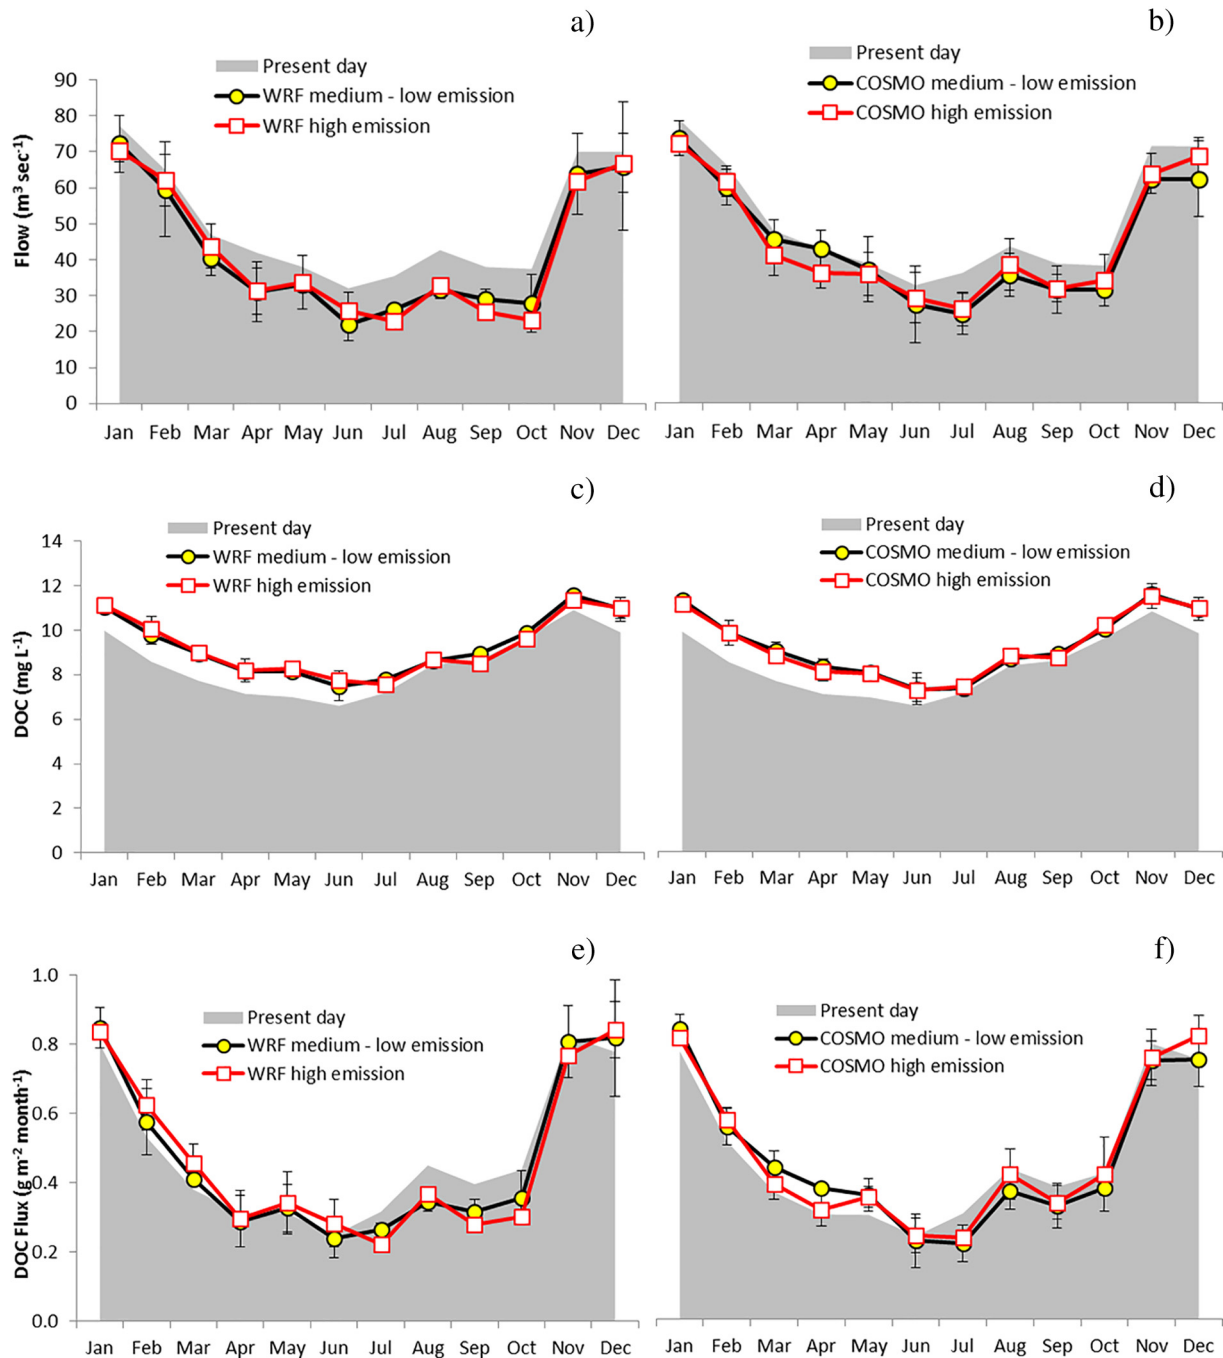 a)
Present day
WRF medium - low emission
WRF high emission
Flow (m³ sec⁻¹)
90
80
70
60
50
40
30
20
10
0
Jan Feb Mar Apr May Jun Jul Aug Sep Oct Nov Dec
b)
Present day
COSMO medium - low emission
COSMO high emission
Jan Feb Mar Apr May Jun Jul Aug Sep Oct Nov Dec
c)
Present day
WRF medium - low emission
WRF high emission
DOC (mg L⁻¹)
14
12
10
8
6
4
2
0
Jan Feb Mar Apr May Jun Jul Aug Sep Oct Nov Dec
d)
Present day
COSMO medium - low emission
COSMO high emission
Jan Feb Mar Apr May Jun Jul Aug Sep Oct Nov Dec
e)
Present day
WRF medium - low emission
WRF high emission
DOC Flux (g m⁻² month⁻¹)
1.0
0.8
0.6
0.4
0.2
0.0
Jan Feb Mar Apr May Jun Jul Aug Sep Oct Nov Dec
f)
Present day
COSMO medium - low emission
COSMO high emission
Jan Feb Mar Apr May Jun Jul Aug Sep Oct Nov Dec